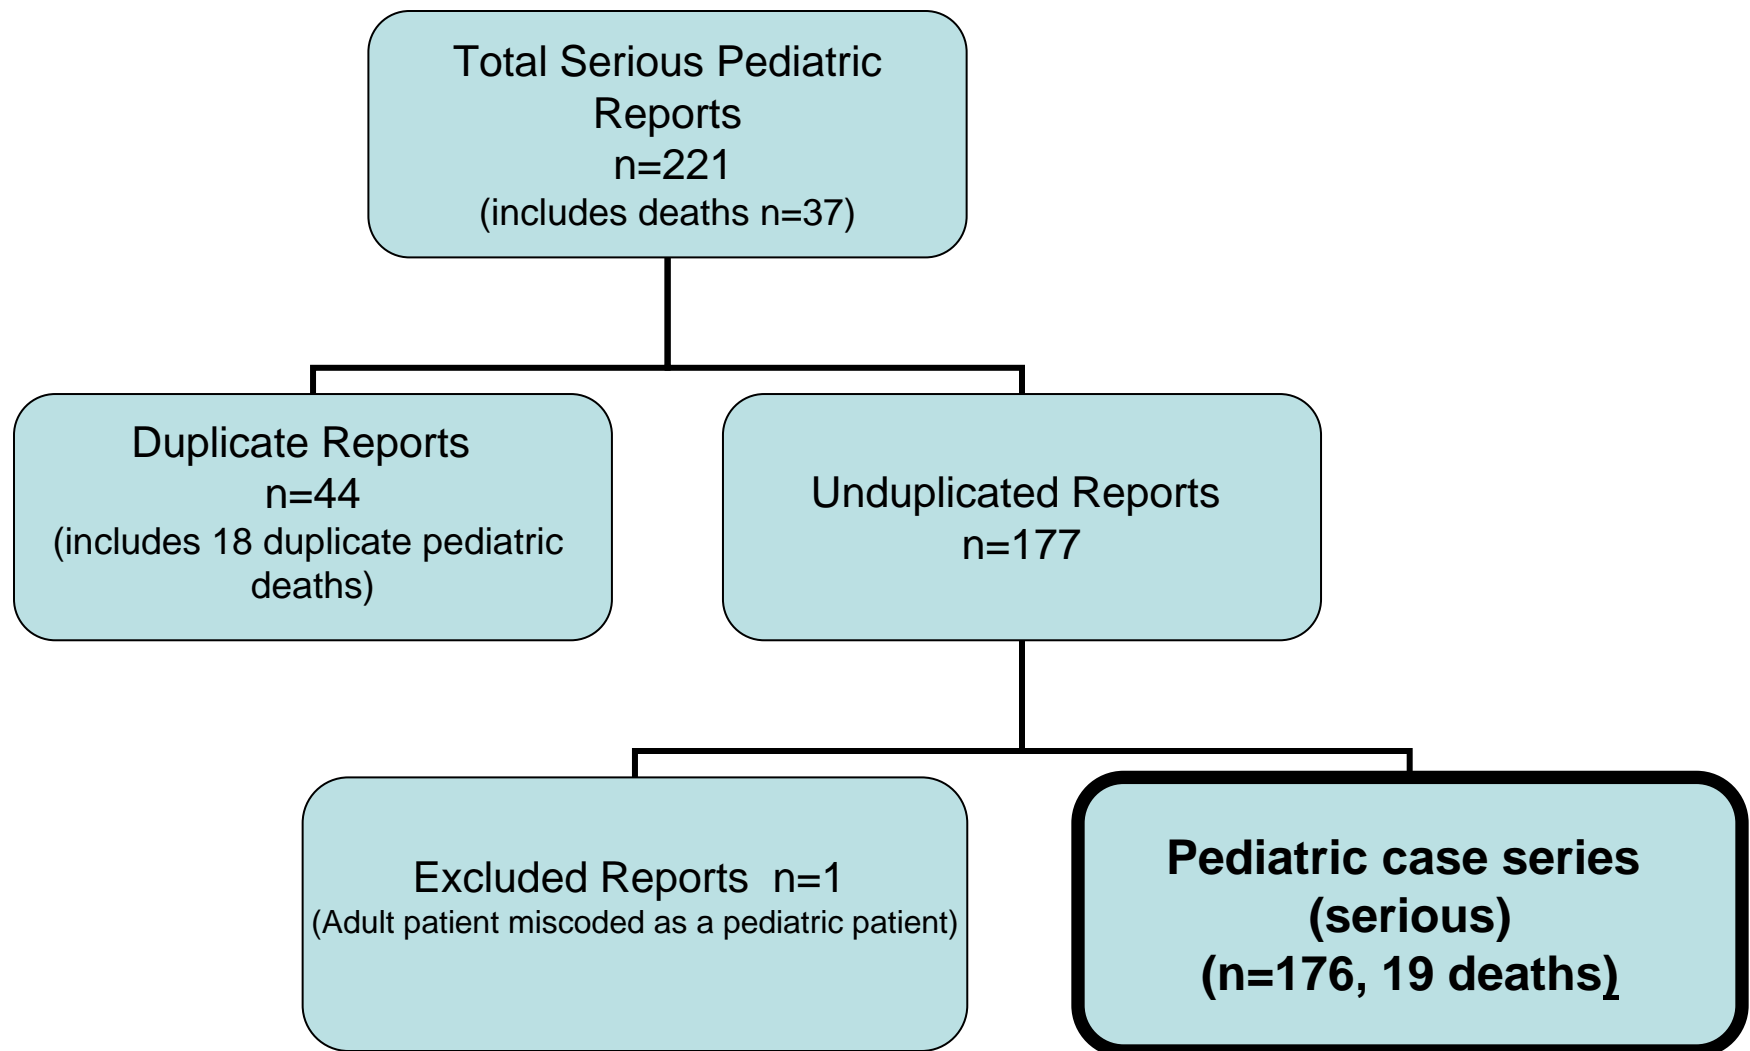 Total Serious Pediatric
Reports
n=221
(includes deaths n=37)
Duplicate Reports
n=44
(includes 18 duplicate pediatric
deaths)
Unduplicated Reports
n=177
Excluded Reports  n=1
(Adult patient miscoded as a pediatric patient)
Pediatric case series
(serious)
(n=176, 19 deaths)